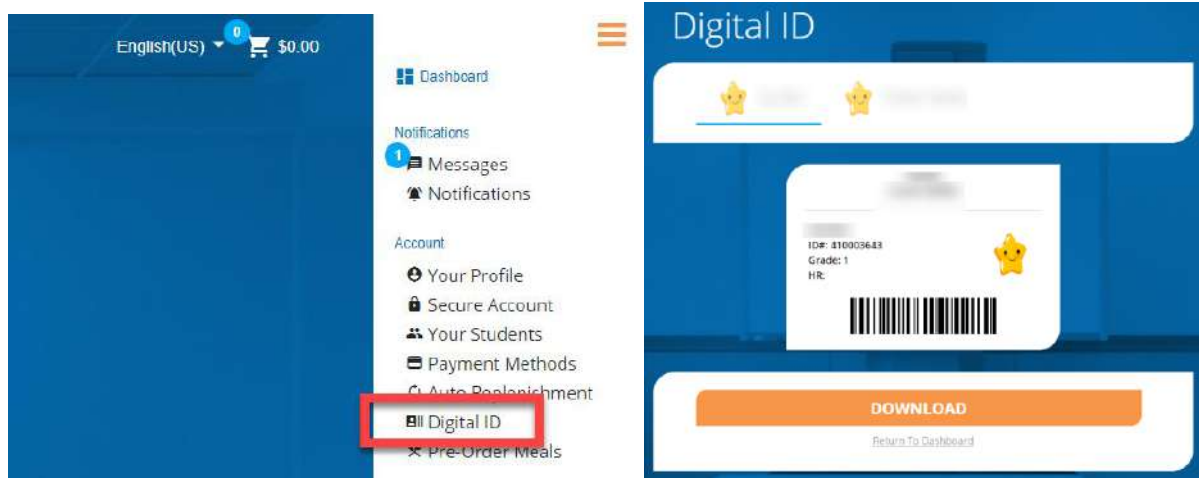 English(US)
0
$0.00
Dashboard
Notifications
1
Messages
Notifications
Account
Your Profile
Secure Account
Your Students
Payment Methods
Auto Replenishment
Digital ID
Pre-Order Meals
Digital ID
ID#: 410003643
Grade: 1
HR:
DOWNLOAD
Return To Dashboard